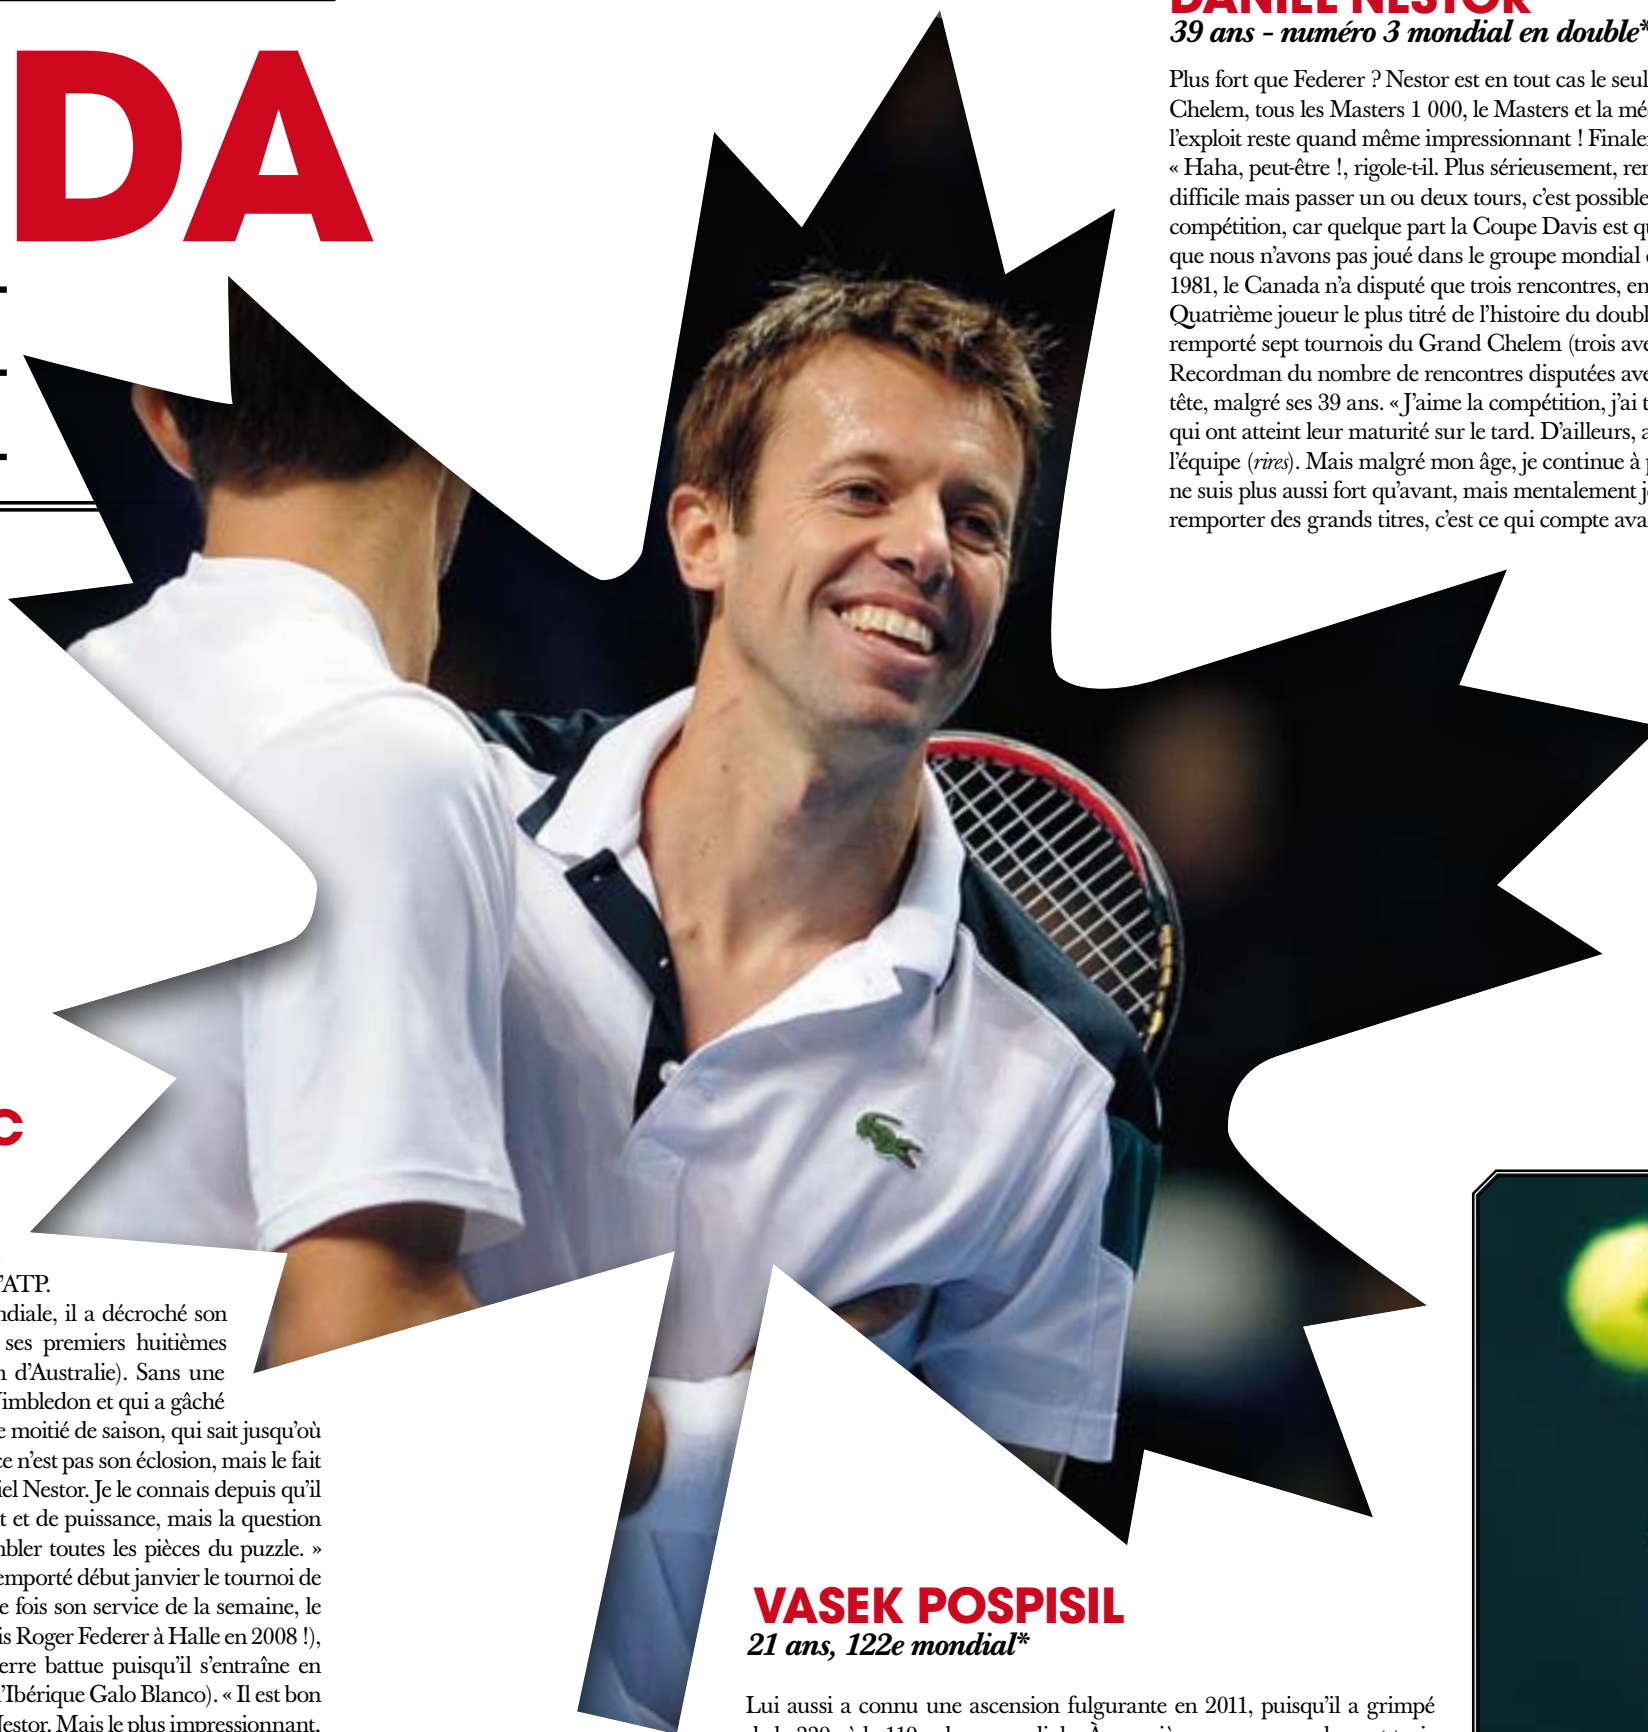 DA
DANIEL NESTOR
39 ans - numéro 3 mondial en double*
Plus fort que Federer ? Nestor est en tout cas le seul
Chelem, tous les Masters 1 000, le Masters et la mé
l'exploit reste quand même impressionnant ! Finale
« Haha, peut-être !, rigole-t-il. Plus sérieusement, rem
difficile mais passer un ou deux tours, c'est possible
compétition, car quelque part la Coupe Davis est qu
que nous n'avons pas joué dans le groupe mondial
1981, le Canada n'a disputé que trois rencontres, en
Quatrième joueur le plus titré de l'histoire du doubl
remporté sept tournois du Grand Chelem (trois ave
Recordman du nombre de rencontres disputées ave
tête, malgré ses 39 ans. « J'aime la compétition, j'ai t
qui ont atteint leur maturité sur le tard. D'ailleurs, a
l'équipe (rires). Mais malgré mon âge, je continue à p
ne suis plus aussi fort qu'avant, mais mentalement j
remporter des grands titres, c'est ce qui compte ava
C
'ATP.
ndiale, il a décroché son
ses premiers huitièmes
n d'Australie). Sans une
imbledon et qui a gâché
e moitié de saison, qui sait jusqu'où
ce n'est pas son éclosion, mais le fait
iel Nestor. Je le connais depuis qu'il
t et de puissance, mais la question
mbler toutes les pièces du puzzle. »
emporté début janvier le tournoi de
e fois son service de la semaine, le
is Roger Federer à Halle en 2008 !),
erre battue puisqu'il s'entraîne en
l'Ibérique Galo Blanco). « Il est bon
Nestor. Mais le plus impressionnant,
VASEK POSPISIL
21 ans, 122e mondial*
Lui aussi a connu une ascension fulgurante en 2011, puisqu'il a grimpé